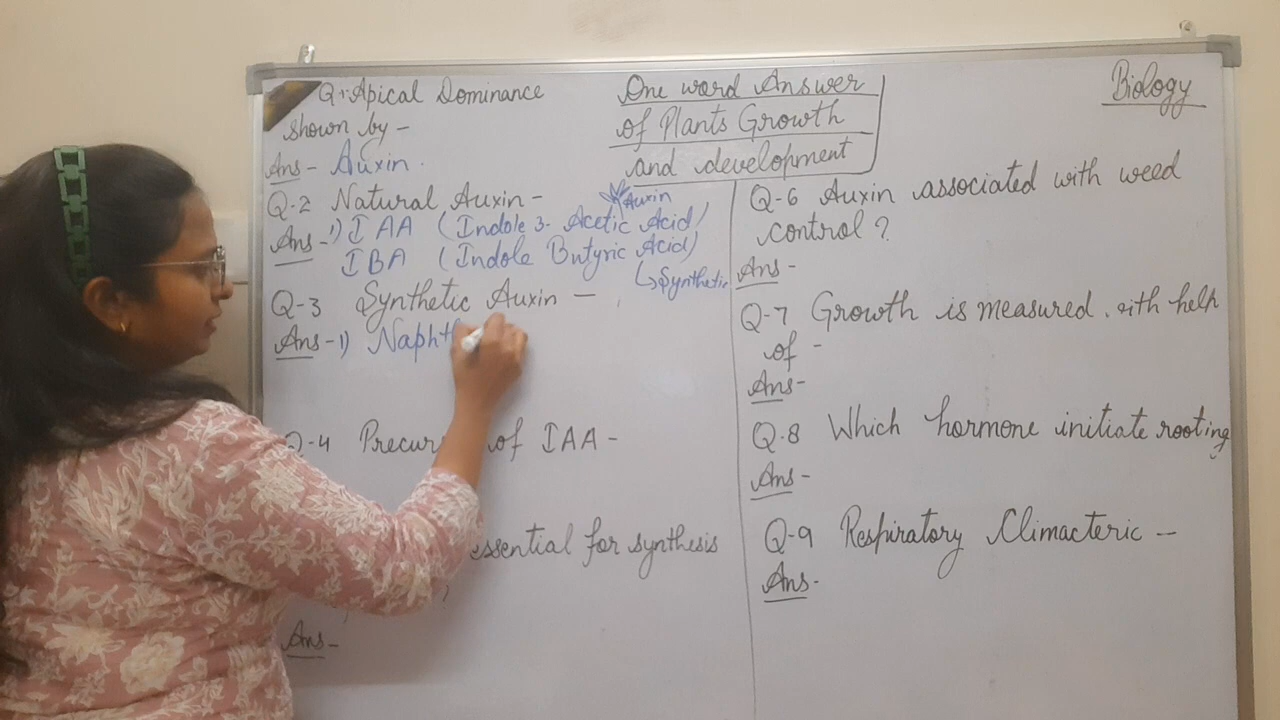 Q1. Apical Dominance
shown by -
Ans - Auxin.
Q-2 Natural Auxin -
Ans - 1) IAA (Indole 3- Acetic Acid)
IBA (Indole Butyric Acid)
Auxin
↳ Synthetic
Q-3 Synthetic Auxin -
Ans - 1) Naphth
Q-4 Precur of IAA -
essential for synthesis
Ans -
One word Answer
of Plants Growth
and development
Biology
Q-6 Auxin associated with weed
control ?
Ans -
Q-7 Growth is measured with help
of -
Ans -
Q-8 Which hormone initiate rooting
Ans -
Q-9 Respiratory Climacteric -
Ans -